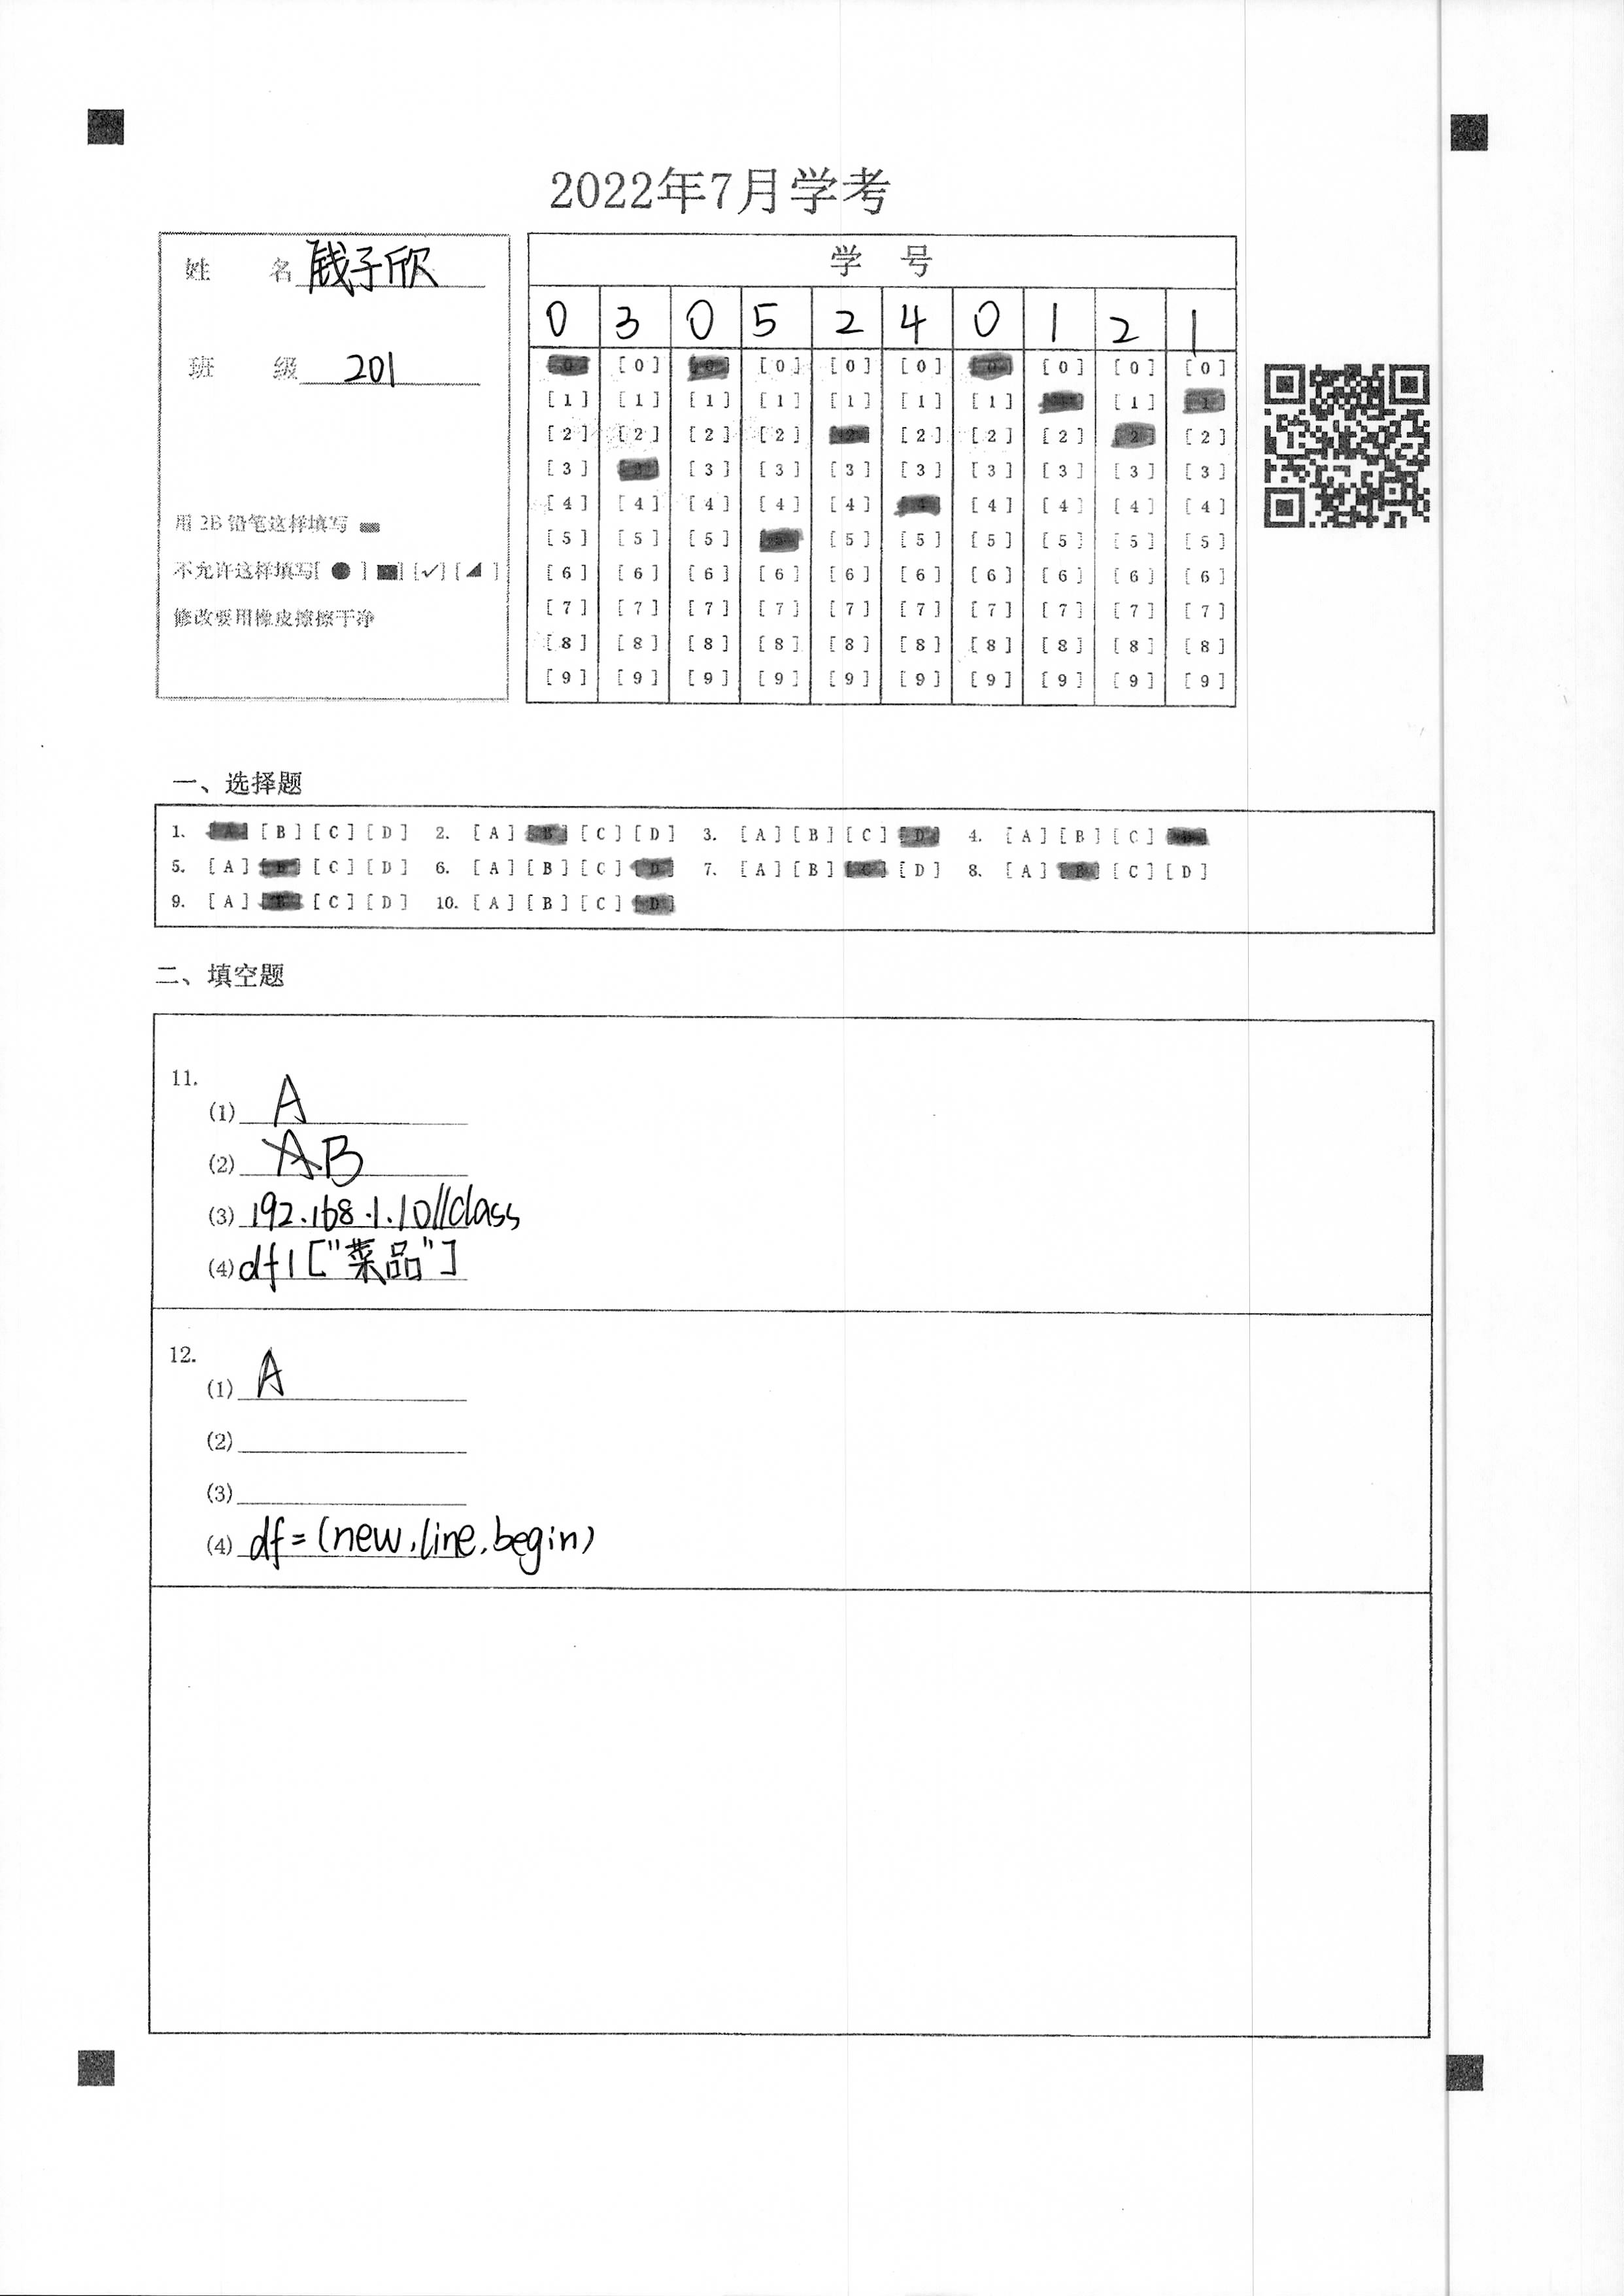 2022年7月学考
姓 名 钱子欣
班 级 201
用 2B 铅笔这样填写
不允许这样填写[ ● ] [■] [✓] [◢ ]
修改要用橡皮擦擦干净
学 号
0 3 0 5 2 4 0 1 2 1
[0] [0] [0] [0] [0] [0] [0] [0] [0] [0]
[1] [1] [1] [1] [1] [1] [1] [1] [1] [1]
[2] [2] [2] [2] [2] [2] [2] [2] [2] [2]
[3] [3] [3] [3] [3] [3] [3] [3] [3] [3]
[4] [4] [4] [4] [4] [4] [4] [4] [4] [4]
[5] [5] [5] [5] [5] [5] [5] [5] [5] [5]
[6] [6] [6] [6] [6] [6] [6] [6] [6] [6]
[7] [7] [7] [7] [7] [7] [7] [7] [7] [7]
[8] [8] [8] [8] [8] [8] [8] [8] [8] [8]
[9] [9] [9] [9] [9] [9] [9] [9] [9] [9]
一、选择题
1. [A] [B] [C] [D] 2. [A] [B] [C] [D] 3. [A] [B] [C] [D] 4. [A] [B] [C] [D]
5. [A] [B] [C] [D] 6. [A] [B] [C] [D] 7. [A] [B] [C] [D] 8. [A] [B] [C] [D]
9. [A] [B] [C] [D] 10. [A] [B] [C] [D]
二、填空题
11.
(1) A
(2) AB
(3) 192.168.1.10//class
(4) df1["菜品"]
12.
(1) A
(2)
(3)
(4) df=(new,line,begin)